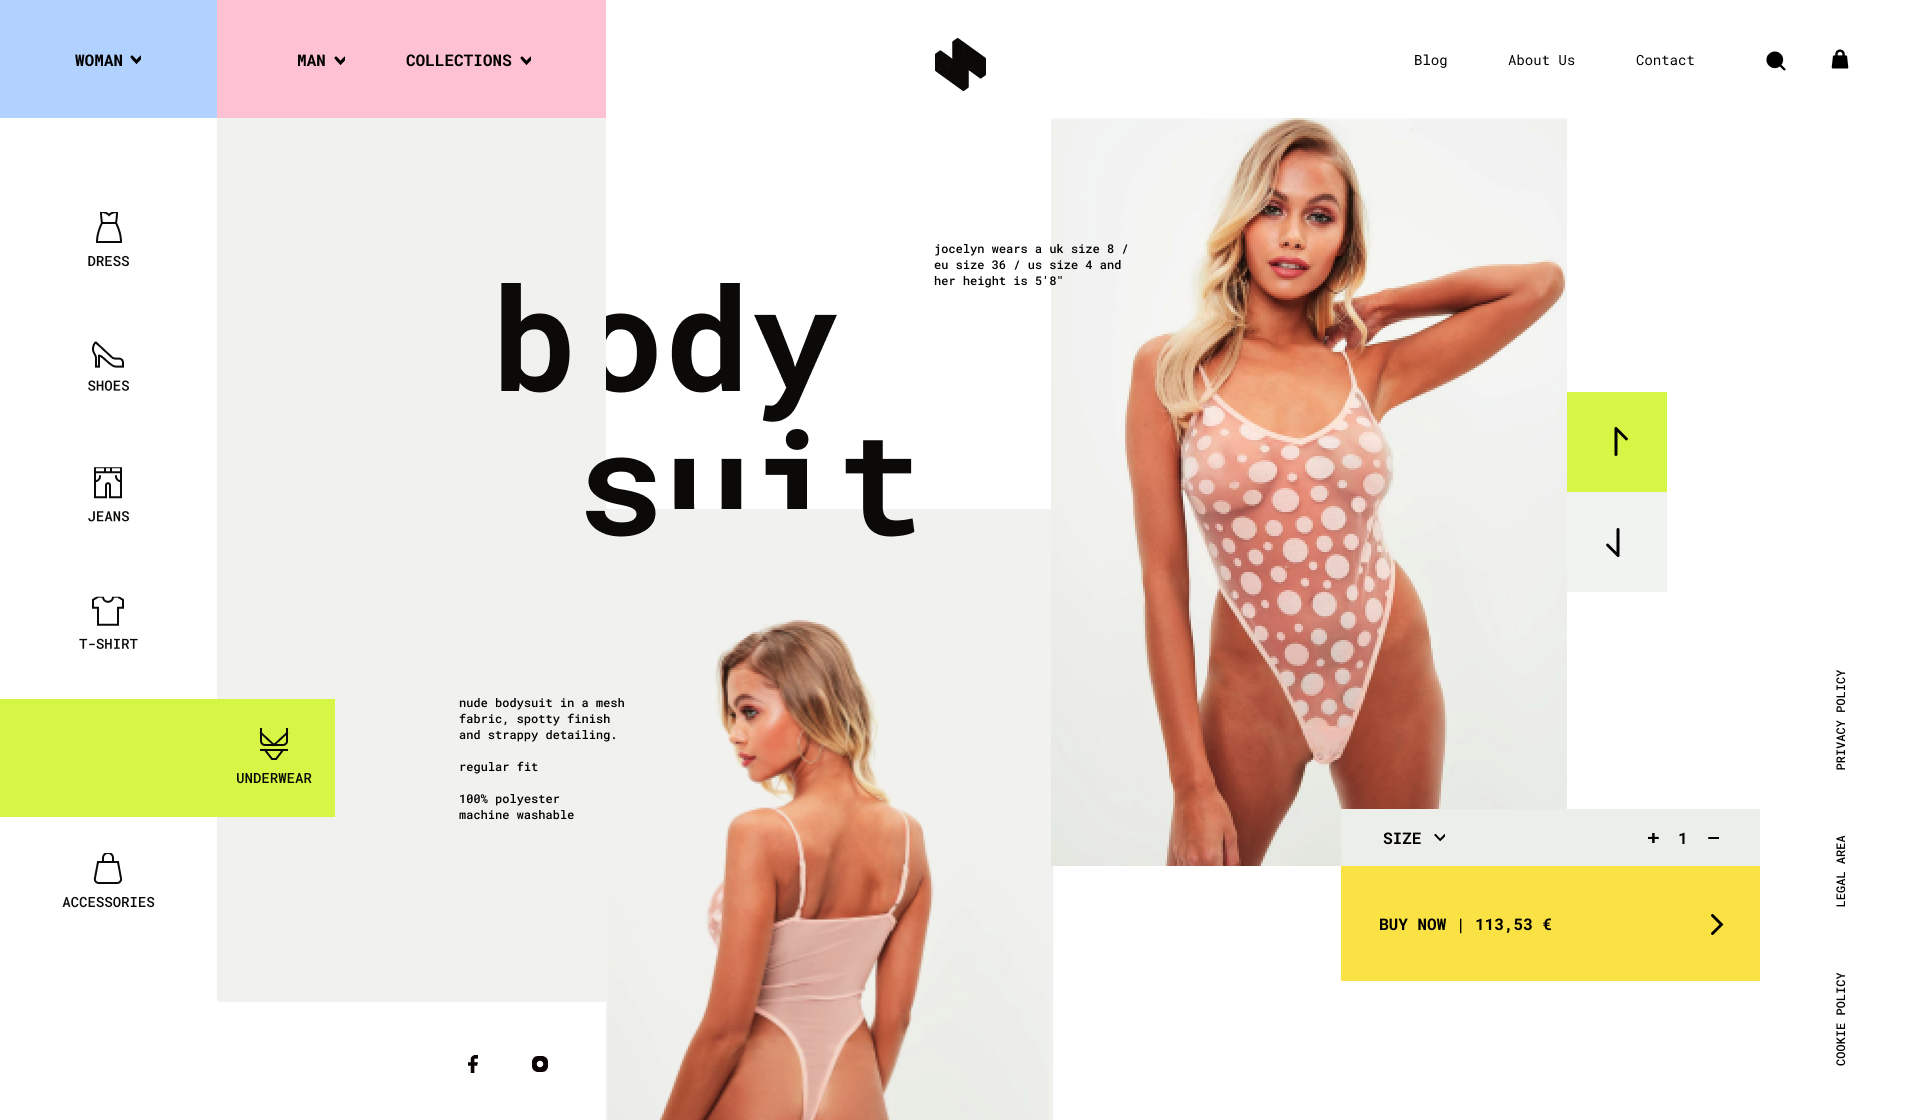 WOMAN
MAN
COLLECTIONS
Blog
About Us
Contact
DRESS
SHOES
JEANS
T-SHIRT
UNDERWEAR
ACCESSORIES
body
suit
jocelyn wears a uk size 8 /
eu size 36 / us size 4 and
her height is 5'8"
nude bodysuit in a mesh
fabric, spotty finish
and strappy detailing.
regular fit
100% polyester
machine washable
SIZE
+ 1 −
BUY NOW | 113,53 €
PRIVACY POLICY
LEGAL AREA
COOKIE POLICY